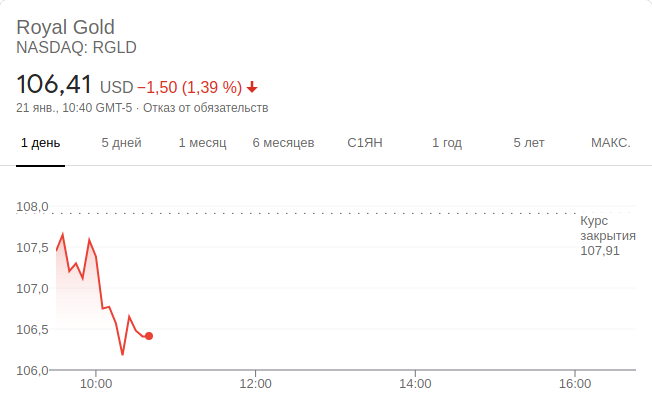 Royal Gold
NASDAQ: RGLD
106,41 USD −1,50 (1,39 %)
21 янв., 10:40 GMT-5 · Отказ от обязательств
1 день 5 дней 1 месяц 6 месяцев С1ЯН 1 год 5 лет МАКС.
108,0
Курс
закрытия
107,91
107,5
107,0
106,5
106,0
10:00 12:00 14:00 16:00